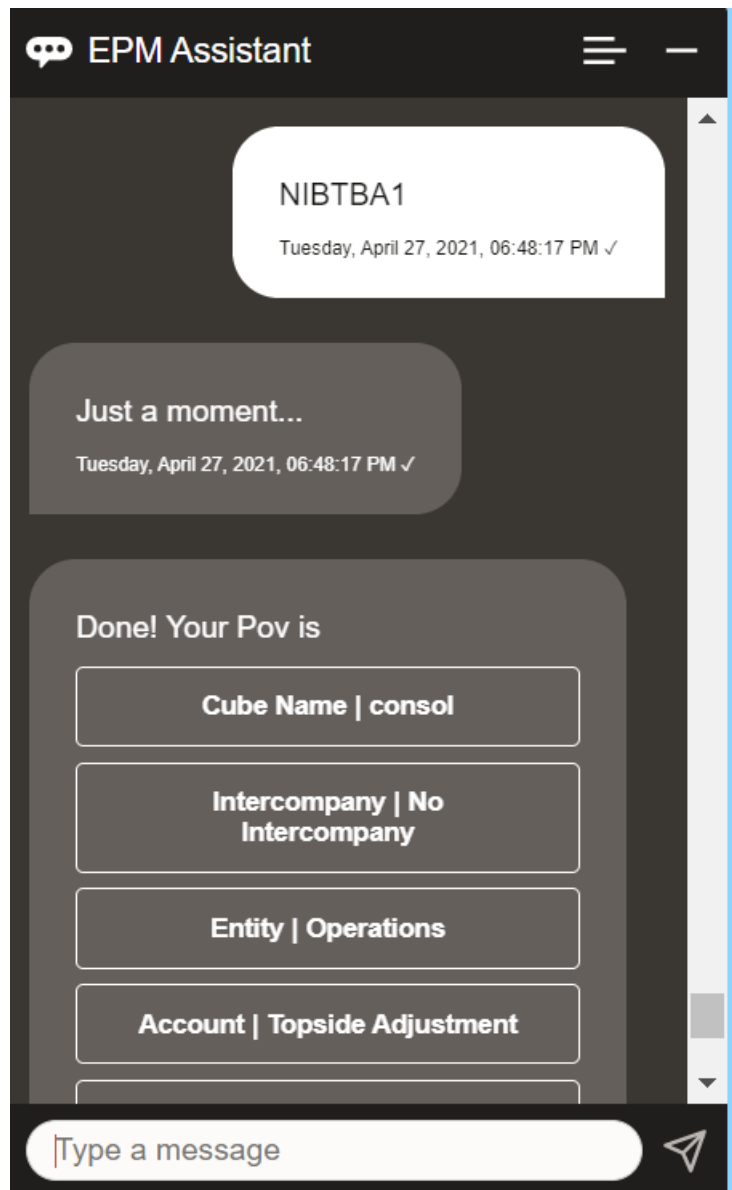 EPM Assistant
NIBTBA1
Tuesday, April 27, 2021, 06:48:17 PM ✓
Just a moment...
Tuesday, April 27, 2021, 06:48:17 PM ✓
Done! Your Pov is
Cube Name | consol
Intercompany | No
Intercompany
Entity | Operations
Account | Topside Adjustment
Type a message